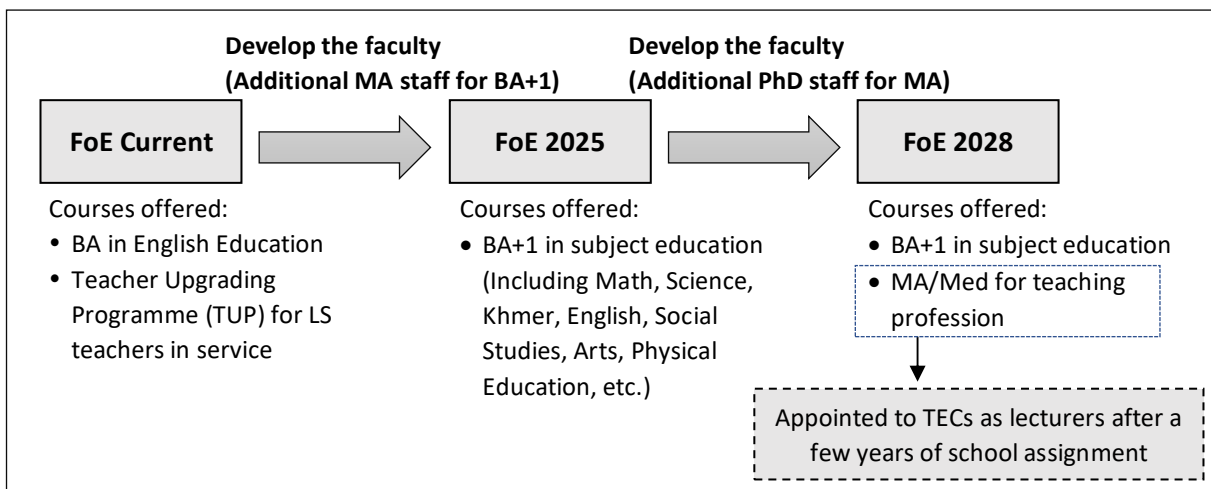 Develop the faculty
(Additional MA staff for BA+1)
Develop the faculty
(Additional PhD staff for MA)
FoE Current
FoE 2025
FoE 2028
Courses offered:
• BA in English Education
• Teacher Upgrading
Programme (TUP) for LS
teachers in service
Courses offered:
• BA+1 in subject education
(Including Math, Science,
Khmer, English, Social
Studies, Arts, Physical
Education, etc.)
Courses offered:
• BA+1 in subject education
• MA/Med for teaching
profession
Appointed to TECs as lecturers after a
few years of school assignment